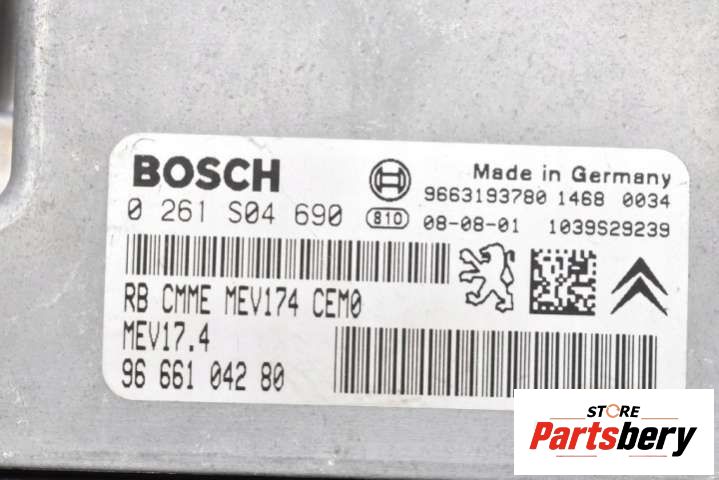 BOSCH
Made in Germany
9663193780 1468 0034
0 261 S04 690 810 08-08-01 1039S29239
RB CMME MEV174 CEM0
MEV17.4
96 661 042 80
STORE
Partsbery